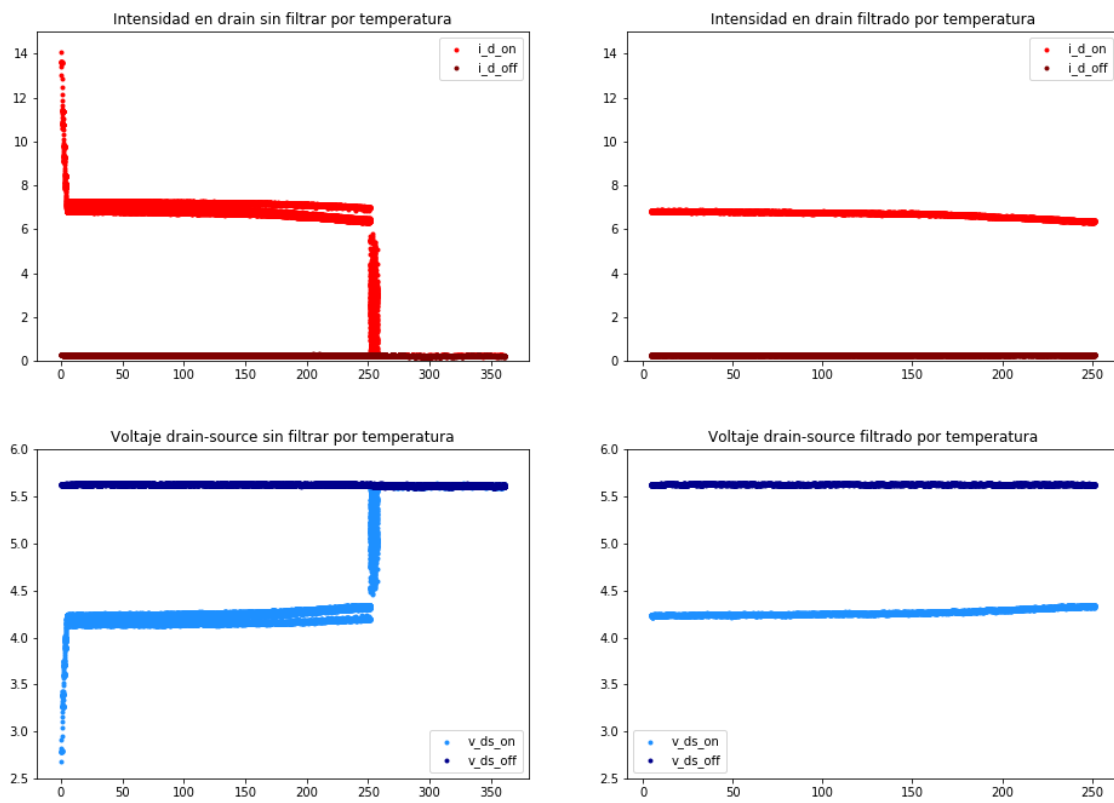 Intensidad en drain sin filtrar por temperatura
14
12
10
8
6
4
2
0
0 50 100 150 200 250 300 350
i_d_on
i_d_off
Intensidad en drain filtrado por temperatura
14
12
10
8
6
4
2
0
0 50 100 150 200 250
i_d_on
i_d_off
Voltaje drain-source sin filtrar por temperatura
6.0
5.5
5.0
4.5
4.0
3.5
3.0
2.5
0 50 100 150 200 250 300 350
v_ds_on
v_ds_off
Voltaje drain-source filtrado por temperatura
6.0
5.5
5.0
4.5
4.0
3.5
3.0
2.5
0 50 100 150 200 250
v_ds_on
v_ds_off